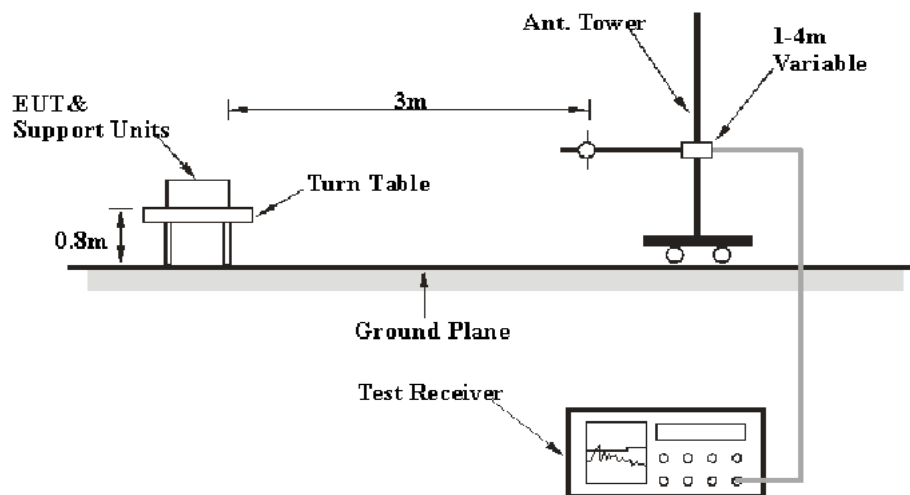 Ant. Tower
1-4m
Variable
3m
EUT&
Support Units
Turn Table
0.8m
Ground Plane
Test Receiver